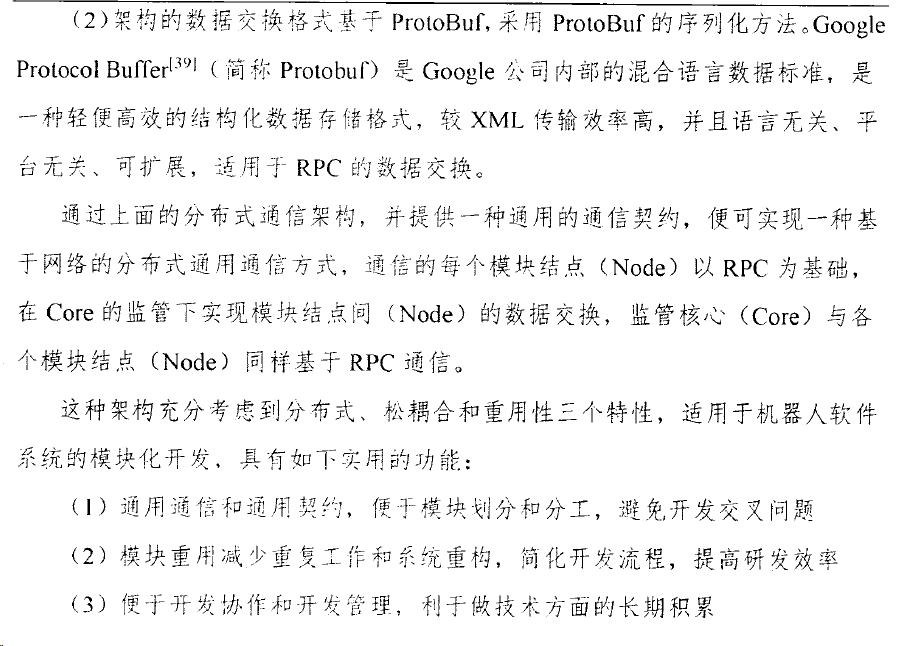 （2）架构的数据交换格式基于 ProtoBuf，采用 ProtoBuf 的序列化方法。Google
Protocol Buffer[39]（简称 Protobuf）是 Google 公司内部的混合语言数据标准，是
一种轻便高效的结构化数据存储格式，较 XML 传输效率高，并且语言无关、平
台无关、可扩展，适用于 RPC 的数据交换。
通过上面的分布式通信架构，并提供一种通用的通信契约，便可实现一种基
于网络的分布式通用通信方式，通信的每个模块结点（Node）以 RPC 为基础，
在 Core 的监管下实现模块结点间（Node）的数据交换，监管核心（Core）与各
个模块结点（Node）同样基于 RPC 通信。
这种架构充分考虑到分布式、松耦合和重用性三个特性，适用于机器人软件
系统的模块化开发，具有如下实用的功能：
（1）通用通信和通用契约，便于模块划分和分工，避免开发交叉问题
（2）模块重用减少重复工作和系统重构，简化开发流程，提高研发效率
（3）便于开发协作和开发管理，利于做技术方面的长期积累